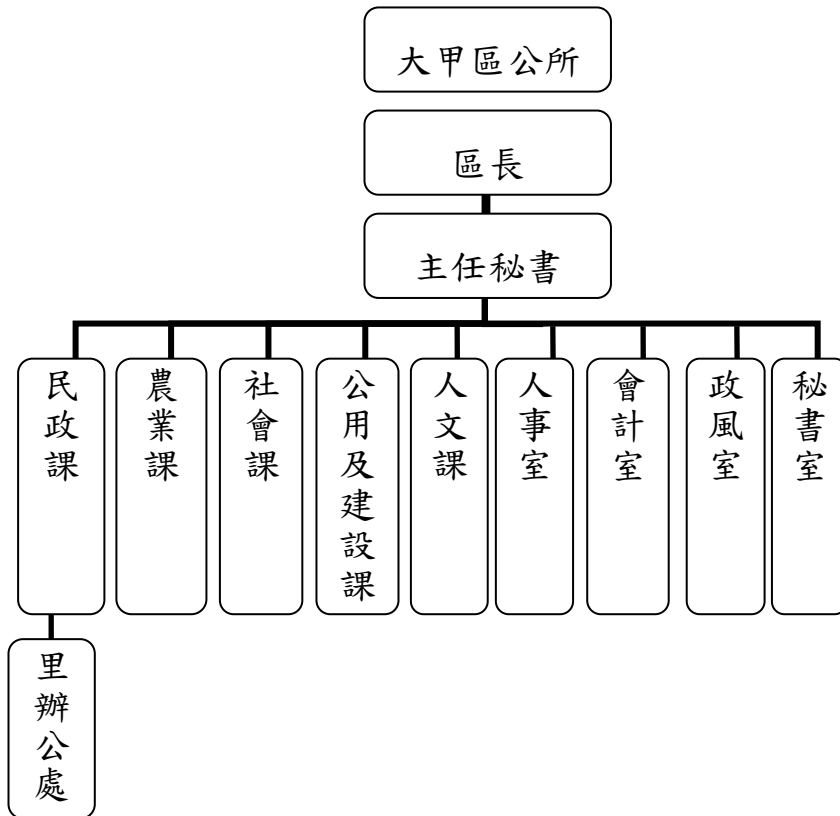 大甲區公所
區長
主任秘書
民政課
農業課
社會課
公用及建設課
人文課
人事室
會計室
政風室
秘書室
里辦公處